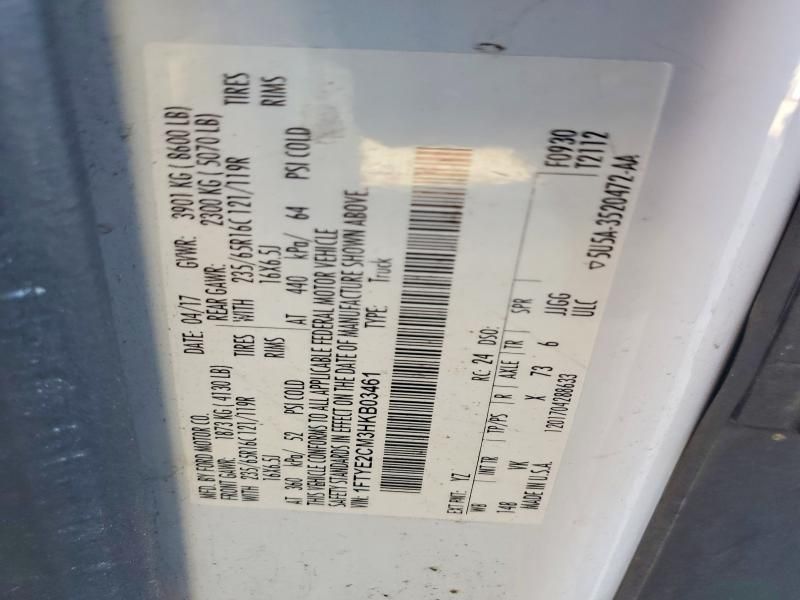 MFD. BY FORD MOTOR CO.
DATE: 04/17 GVWR: 3901 KG ( 8600 LB)
FRONT GAWR: 1873 KG ( 4130 LB) REAR GAWR: 2300 KG ( 5070 LB)
WITH 235/65R16C 121/119R TIRES WITH 235/65R16C 121/119R TIRES
16X6.5J RIMS 16X6.5J RIMS
AT 360 kPa/ 52 PSI COLD AT 440 kPa/ 64 PSI COLD
THIS VEHICLE CONFORMS TO ALL APPLICABLE FEDERAL MOTOR VEHICLE
SAFETY STANDARDS IN EFFECT ON THE DATE OF MANUFACTURE SHOWN ABOVE.
VIN: 1FTYE2CM3HKB03461 TYPE: Truck
F0930
T2112
EXT PNT: YZ RC: 24 DSO:
WB INT TR TP/PS R AXLE TR SPR
148 VK X 73 6 JJGG
MADE IN U.S.A. 1201704288633 ULC
▽5U5A-3520472-AA